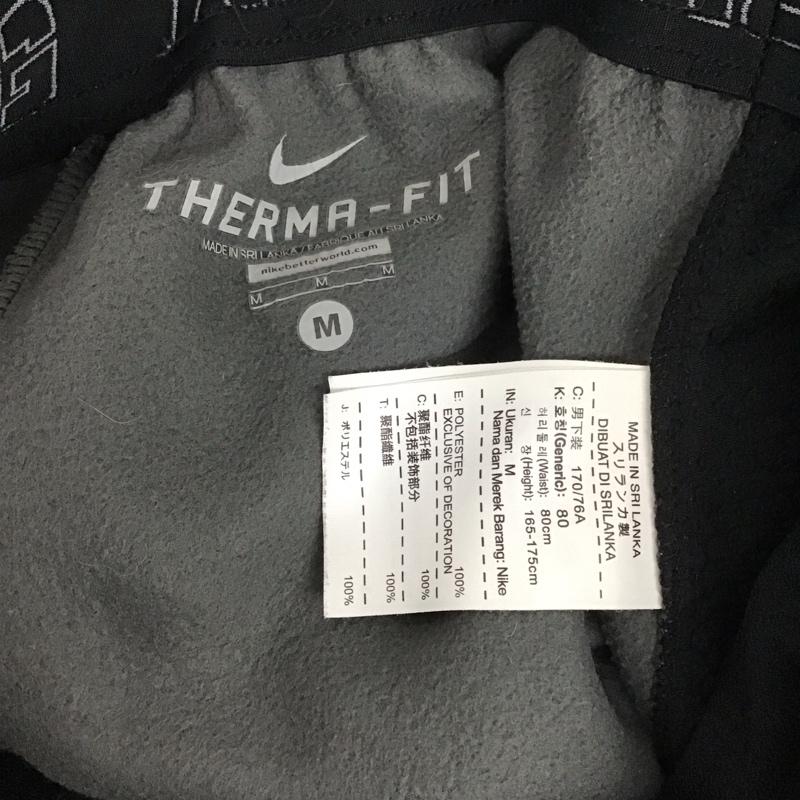 THERMA-FIT
MADE IN SRI LANKA / FABRIQUÉ AU SRI LANKA
nikebetterworld.com
M M M
M
MADE IN SRI LANKA
スリランカ製
DIBUAT DI SRILANKA
C: 男下装 170/76A
K: 호칭(Generic): 80
허리둘레(Waist): 80cm
신 장(Height): 165-175cm
IN: Ukuran: M
Nama dan Merek Barang: Nike
E: POLYESTER 100%
EXCLUSIVE OF DECORATION
C: 聚酯纤维 100%
不包括装饰部分
T: 聚酯纖維 100%
J: ポリエステル 100%